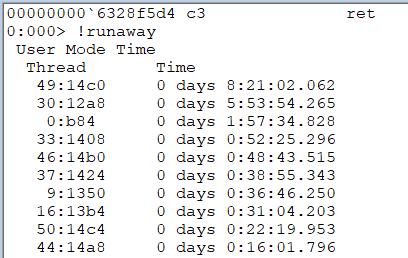 00000000`6328f5d4 c3 ret
0:000> !runaway
User Mode Time
Thread Time
49:14c0 0 days 8:21:02.062
30:12a8 0 days 5:53:54.265
0:b84 0 days 1:57:34.828
33:1408 0 days 0:52:25.296
46:14b0 0 days 0:48:43.515
37:1424 0 days 0:38:55.343
9:1350 0 days 0:36:46.250
16:13b4 0 days 0:31:04.203
50:14c4 0 days 0:22:19.953
44:14a8 0 days 0:16:01.796